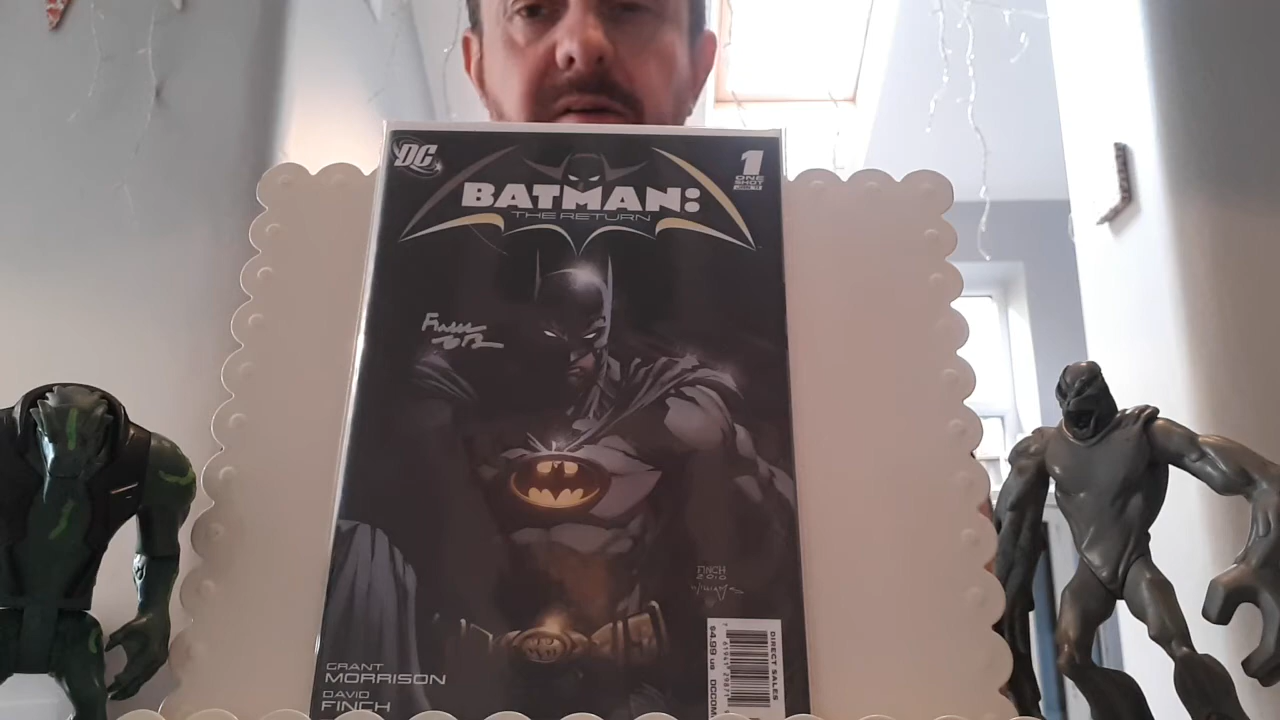 DC
1
ONE
SHOT
BATMAN:
THE RETURN
FINCH
2010
GRANT
MORRISON
DAVID
FINCH
$4.99 US
DIRECT SALES